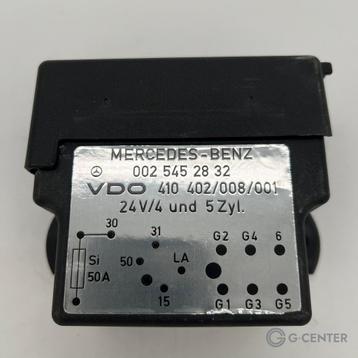 MERCEDES-BENZ
002 545 28 32
VDO 410 402/008/001
24V/4 und 5 Zyl.
30
31
G2 G4 6
Si
50A
50
LA
15
G1 G3 G5
G-CENTER